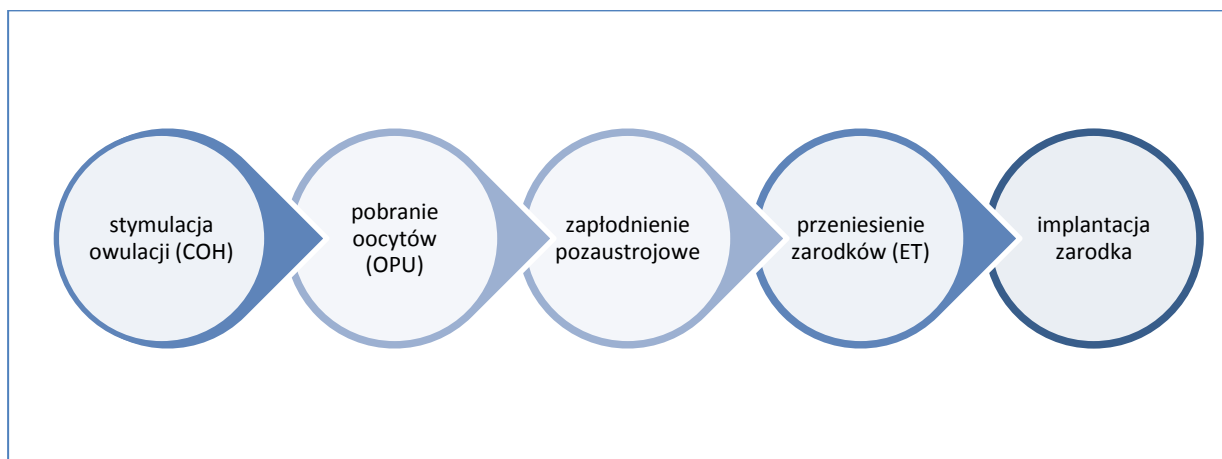 stymulacja
owulacji (COH)
pobranie
oocytów
(OPU)
zapłodnienie
pozaustrojowe
przeniesienie
zarodków (ET)
implantacja
zarodka